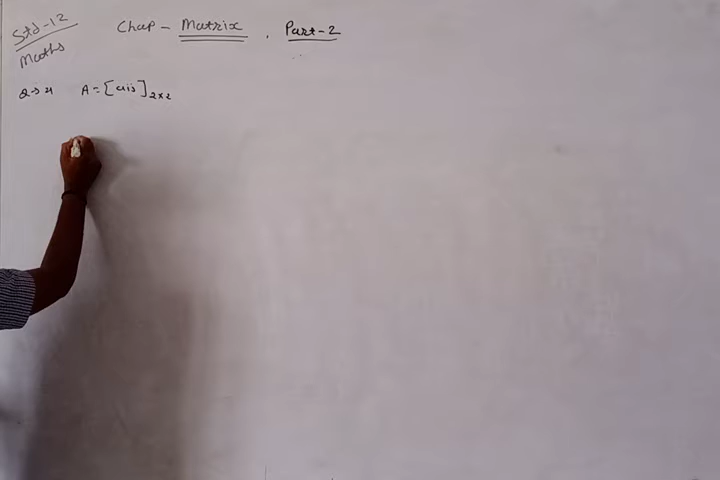 Std-12
Maths
Chap - Matrix . Part-2
Q→4 A = [aij]2×2